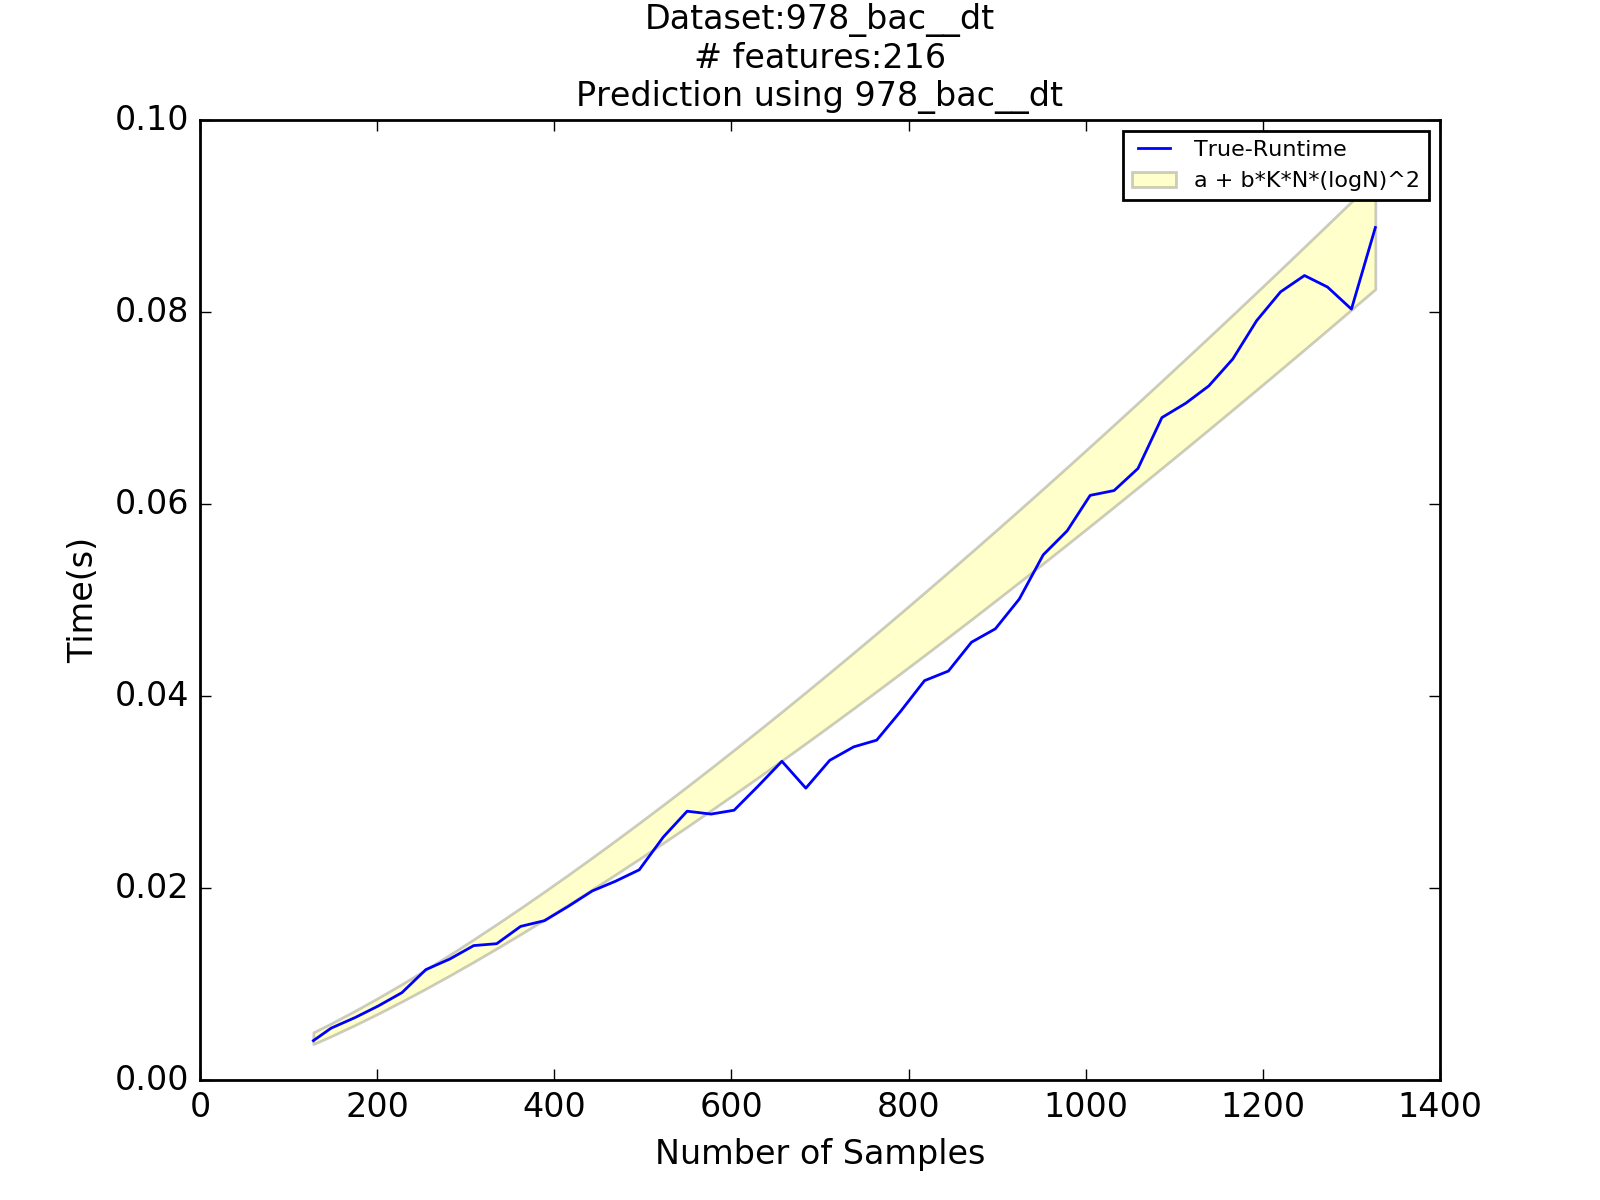 Dataset:978_bac__dt
# features:216
Prediction using 978_bac__dt
True-Runtime
a + b*K*N*(logN)^2
0.10
0.08
0.06
0.04
0.02
0.00
Time(s)
0 200 400 600 800 1000 1200 1400
Number of Samples